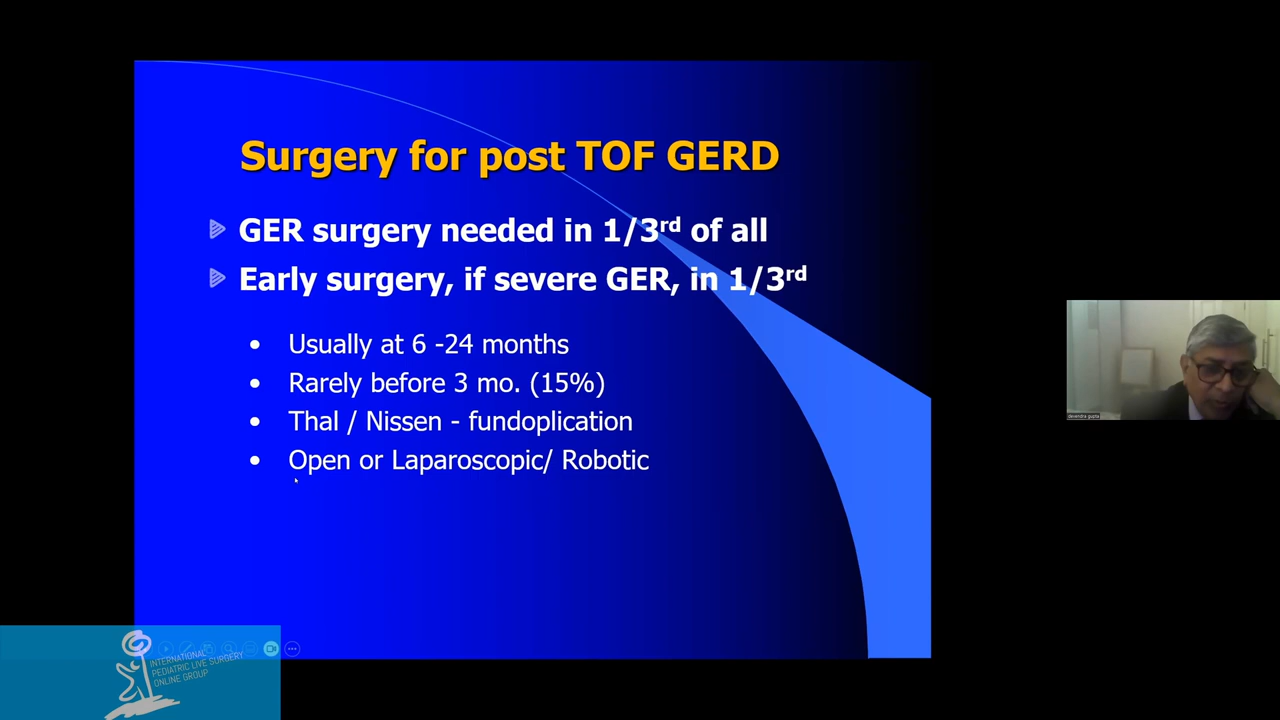 Surgery for post TOF GERD
GER surgery needed in 1/3rd of all
Early surgery, if severe GER, in 1/3rd
Usually at 6 -24 months
Rarely before 3 mo. (15%)
Thal / Nissen - fundoplication
Open or Laparoscopic/ Robotic
devendra gupta
INTERNATIONAL
PEDIATRIC LIVE SURGERY
ONLINE GROUP